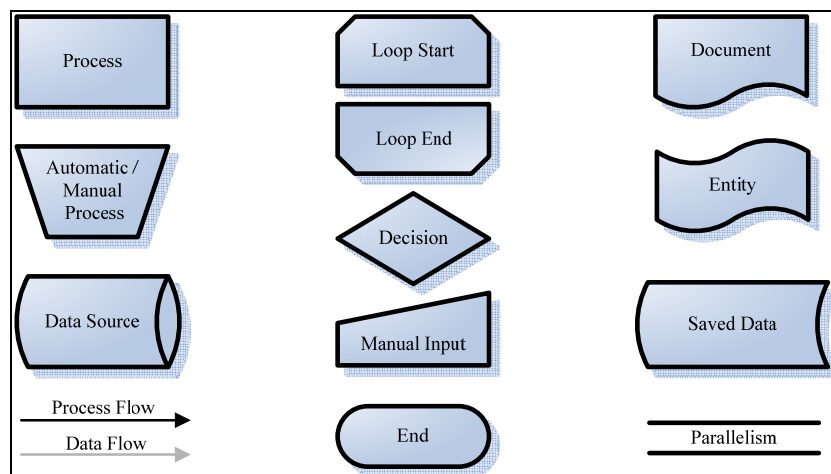 Process
Loop Start
Document
Loop End
Automatic /
Manual
Process
Entity
Decision
Data Source
Manual Input
Saved Data
Process Flow
Data Flow
End
Parallelism